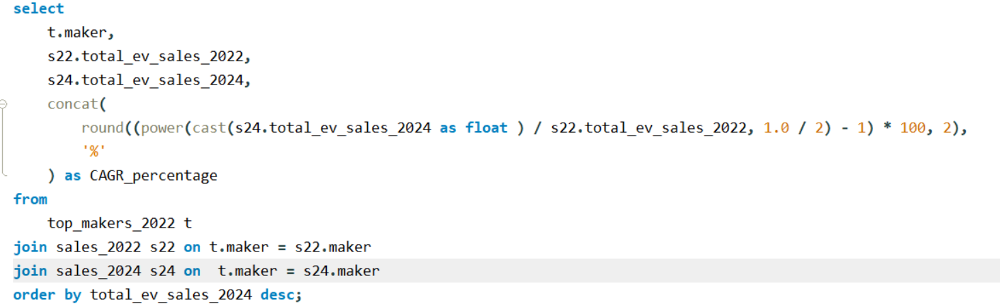 select
    t.maker,
    s22.total_ev_sales_2022,
    s24.total_ev_sales_2024,
    concat(
        round((power(cast(s24.total_ev_sales_2024 as float ) / s22.total_ev_sales_2022, 1.0 / 2) - 1) * 100, 2),
        '%'
    ) as CAGR_percentage
from
    top_makers_2022 t
join sales_2022 s22 on t.maker = s22.maker
join sales_2024 s24 on  t.maker = s24.maker
order by total_ev_sales_2024 desc;